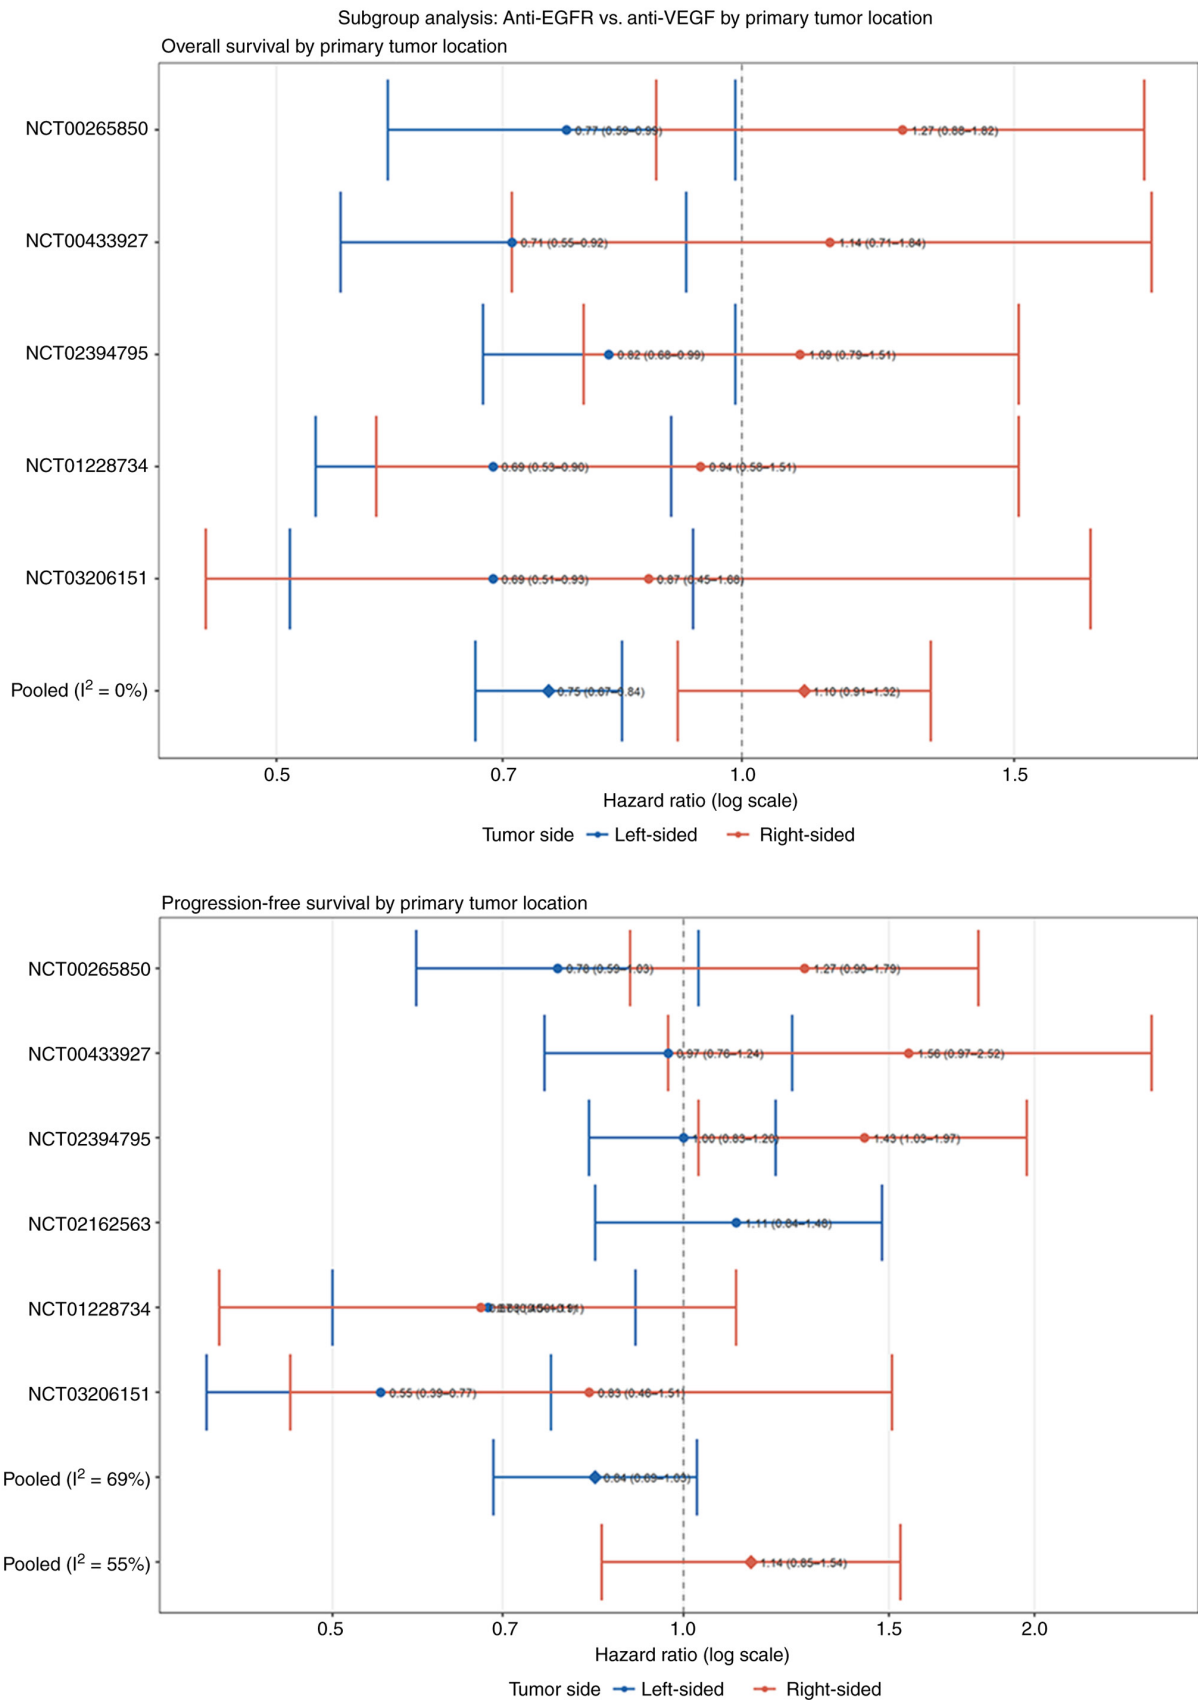 Subgroup analysis: Anti-EGFR vs. anti-VEGF by primary tumor location
Overall survival by primary tumor location
NCT00265850
0.77 (0.59–0.99)
1.27 (0.88–1.82)
NCT00433927
0.71 (0.55–0.92)
1.14 (0.71–1.84)
NCT02394795
0.82 (0.68–0.99)
1.09 (0.79–1.51)
NCT01228734
0.69 (0.53–0.90)
0.94 (0.58–1.51)
NCT03206151
0.69 (0.51–0.93)
0.87 (0.45–1.68)
Pooled (I2 = 0%)
0.75 (0.67–0.84)
1.10 (0.91–1.32)
0.5 0.7 1.0 1.5
Hazard ratio (log scale)
Tumor side Left-sided Right-sided
Progression-free survival by primary tumor location
NCT00265850
0.78 (0.59–1.03)
1.27 (0.90–1.79)
NCT00433927
0.97 (0.76–1.24)
1.56 (0.97–2.52)
NCT02394795
1.00 (0.83–1.20)
1.43 (1.03–1.97)
NCT02162563
1.11 (0.84–1.48)
NCT01228734
NCT03206151
0.55 (0.39–0.77)
0.83 (0.46–1.51)
Pooled (I2 = 69%)
0.84 (0.69–1.03)
Pooled (I2 = 55%)
1.14 (0.85–1.54)
0.5 0.7 1.0 1.5 2.0
Hazard ratio (log scale)
Tumor side Left-sided Right-sided